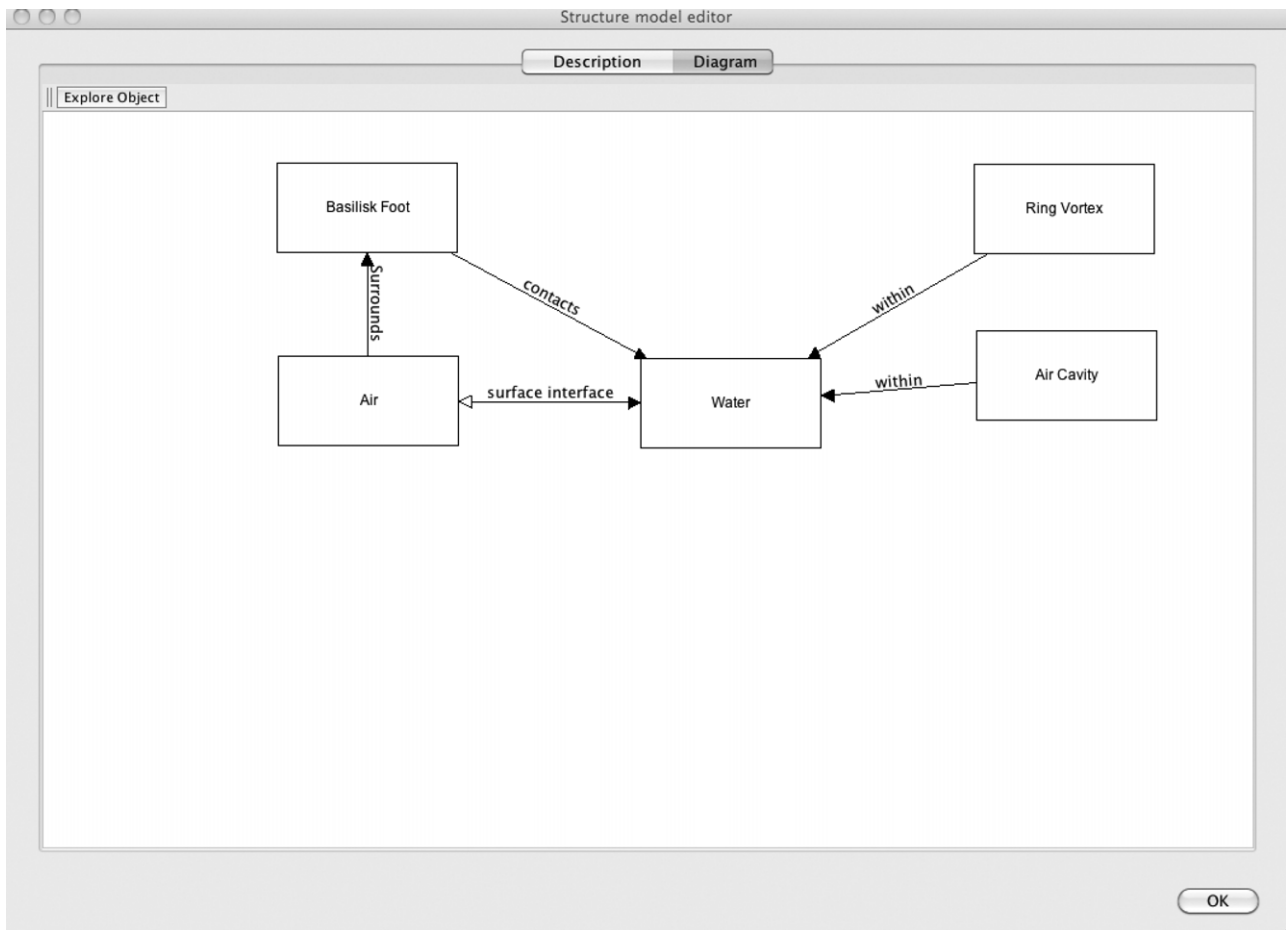 Structure model editor
Description
Diagram
Explore Object
Basilisk Foot
Ring Vortex
Surrounds
contacts
within
Air
surface interface
Water
within
Air Cavity
OK